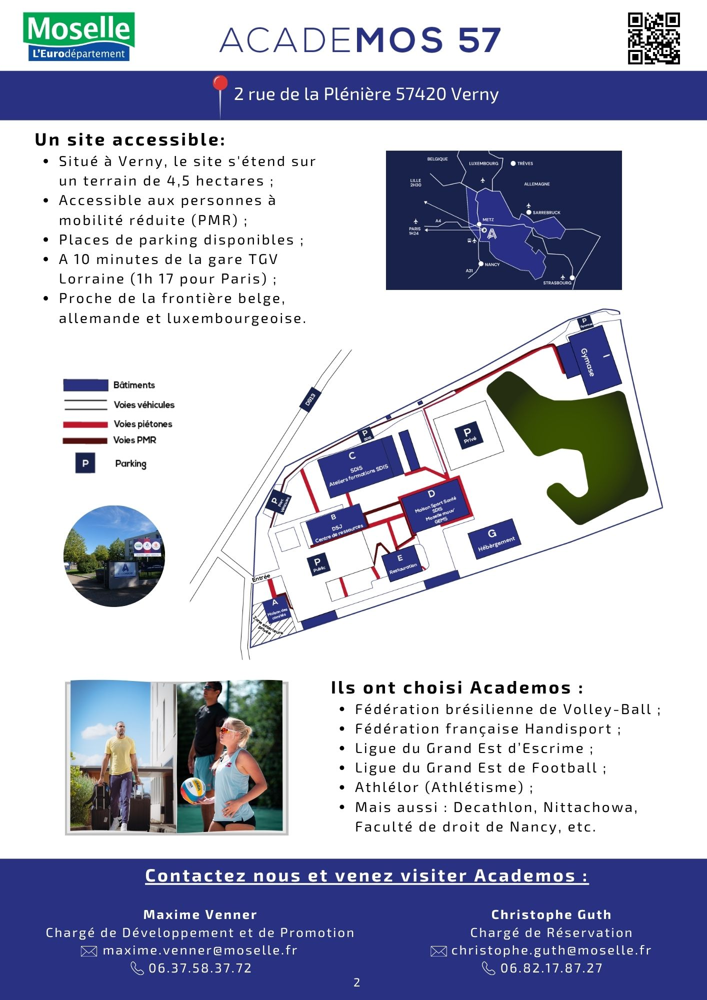 Moselle
L'Eurodépartement
ACADEMOS 57
2 rue de la Plénière 57420 Verny
Un site accessible:
• Situé à Verny, le site s'étend sur
un terrain de 4,5 hectares ;
• Accessible aux personnes à
mobilité réduite (PMR) ;
• Places de parking disponibles ;
• A 10 minutes de la gare TGV
Lorraine (1h 17 pour Paris) ;
• Proche de la frontière belge,
allemande et luxembourgeoise.
BELGIQUE
LUXEMBOURG
TRÈVES
LILLE
2H30
ALLEMAGNE
SARREBRUCK
METZ
A4
PARIS
1H24
NANCY
A31
STRASBOURG
Bâtiments
Voies véhicules
Voies piétones
Voies PMR
P
Parking
D913
P
Gymnase
I
Gymase
P
Privé
P
SDIS
C
SDIS
Ateliers formations SDIS
P
Parc
Véhicules
B
DSJ
Centre de ressources
D
Maison Sport Santé
SDIS
Moselle mouv'
GEMS
G
Hébèrgement
E
Restauration
P
Public
Entrée
A
Maison des
comités
Zone exterieure
privée
Ils ont choisi Academos :
• Fédération brésilienne de Volley-Ball ;
• Fédération française Handisport ;
• Ligue du Grand Est d’Escrime ;
• Ligue du Grand Est de Football ;
• Athlélor (Athlétisme) ;
• Mais aussi : Decathlon, Nittachowa,
Faculté de droit de Nancy, etc.
Contactez nous et venez visiter Academos :
Maxime Venner
Chargé de Développement et de Promotion
maxime.venner@moselle.fr
06.37.58.37.72
Christophe Guth
Chargé de Réservation
christophe.guth@moselle.fr
06.82.17.87.27
2